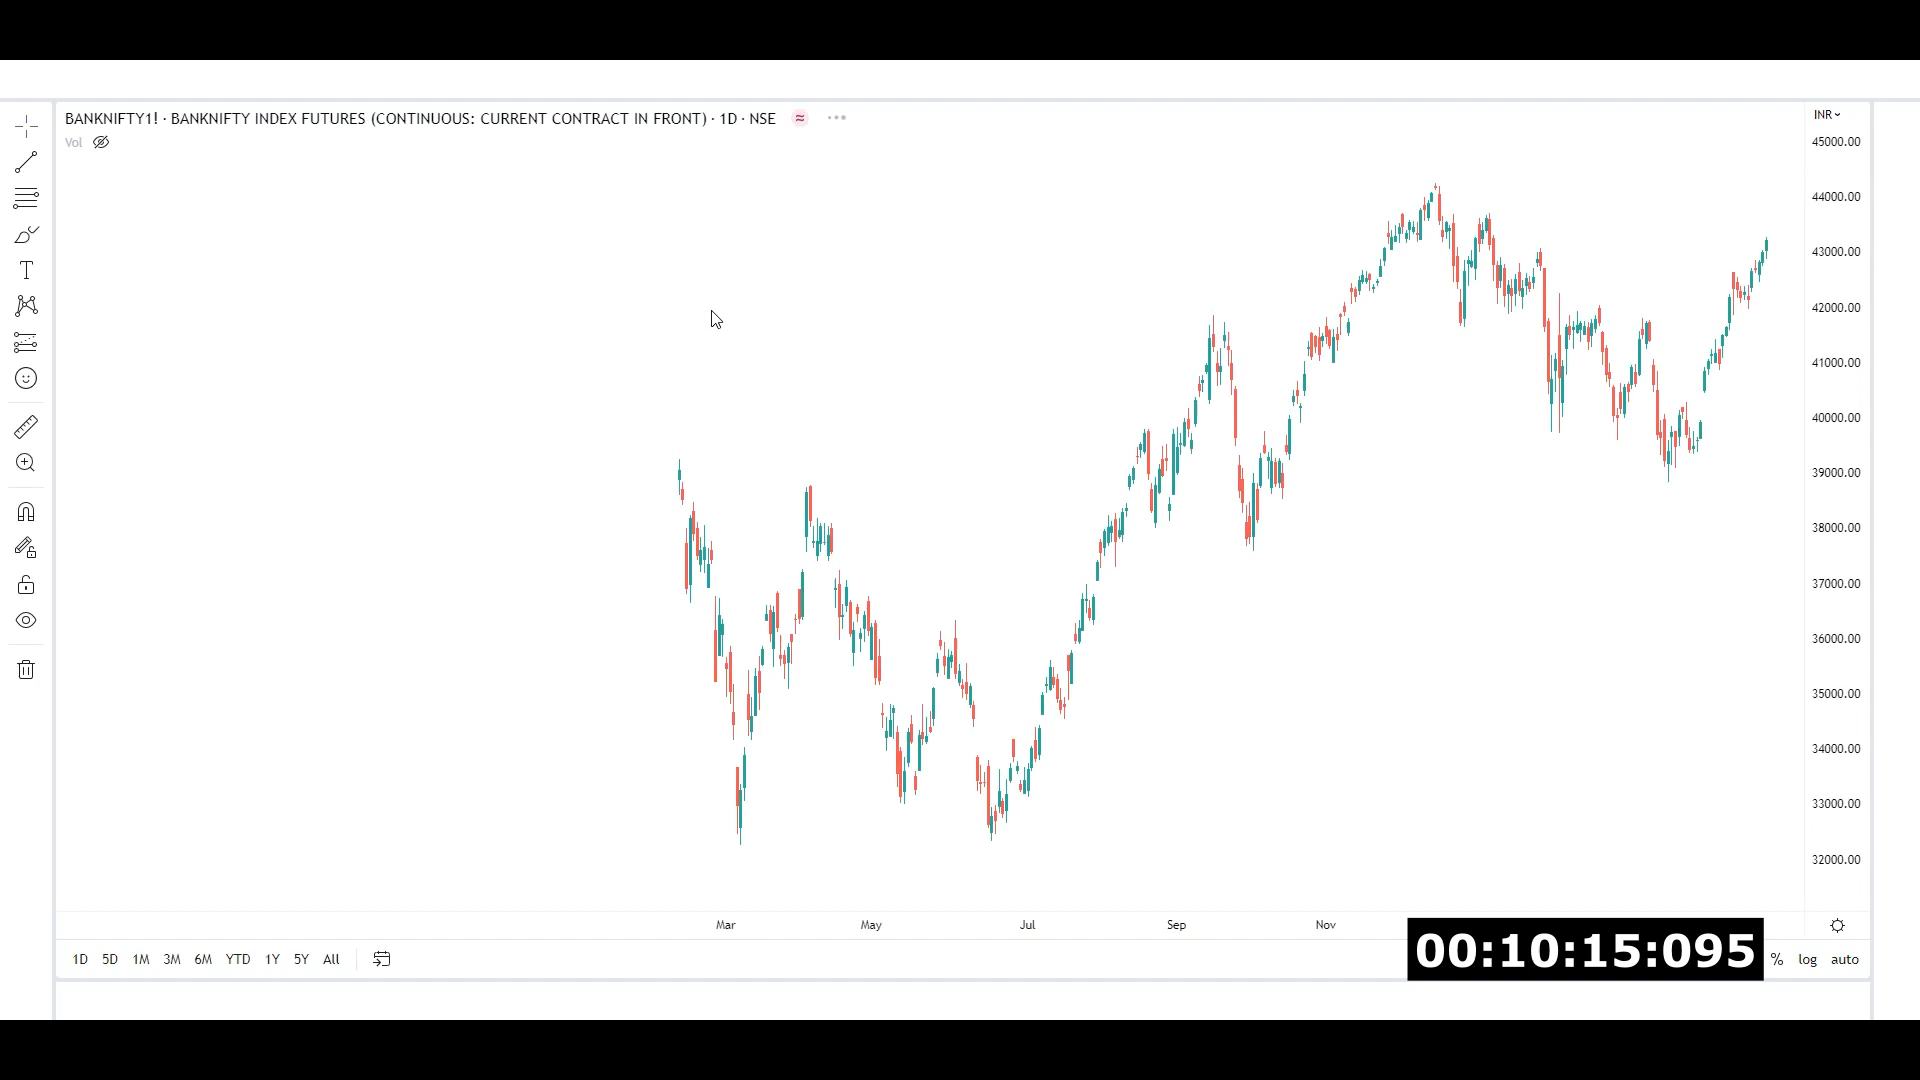 BANKNIFTY1! · BANKNIFTY INDEX FUTURES (CONTINUOUS: CURRENT CONTRACT IN FRONT) · 1D · NSE
INR
Vol
45000.00
44000.00
43000.00
42000.00
41000.00
40000.00
39000.00
38000.00
37000.00
36000.00
35000.00
34000.00
33000.00
32000.00
Mar May Jul Sep Nov
1D 5D 1M 3M 6M YTD 1Y 5Y All
00:10:15:095
% log auto